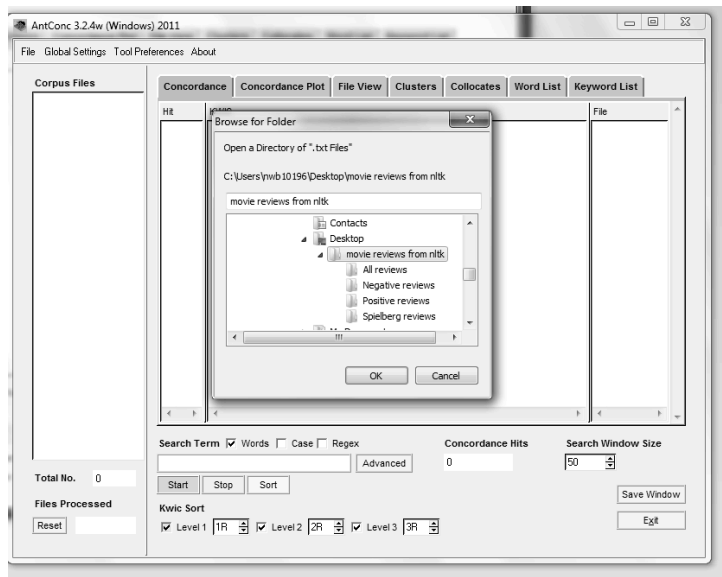 AntConc 3.2.4w (Windows) 2011
File Global Settings Tool Preferences About
Corpus Files
Concordance Concordance Plot File View Clusters Collocates Word List Keyword List
Hit File
Browse for Folder
Open a Directory of ".txt Files"
C:\Users\nwb10196\Desktop\movie reviews from nltk
movie reviews from nltk
Contacts
Desktop
movie reviews from nltk
All reviews
Negative reviews
Positive reviews
Spielberg reviews
OK Cancel
Search Term Words Case Regex Concordance Hits Search Window Size
Advanced 0 50
Total No. 0
Start Stop Sort
Files Processed
Save Window
Kwic Sort
Reset
Level 1 1R Level 2 2R Level 3 3R
Exit